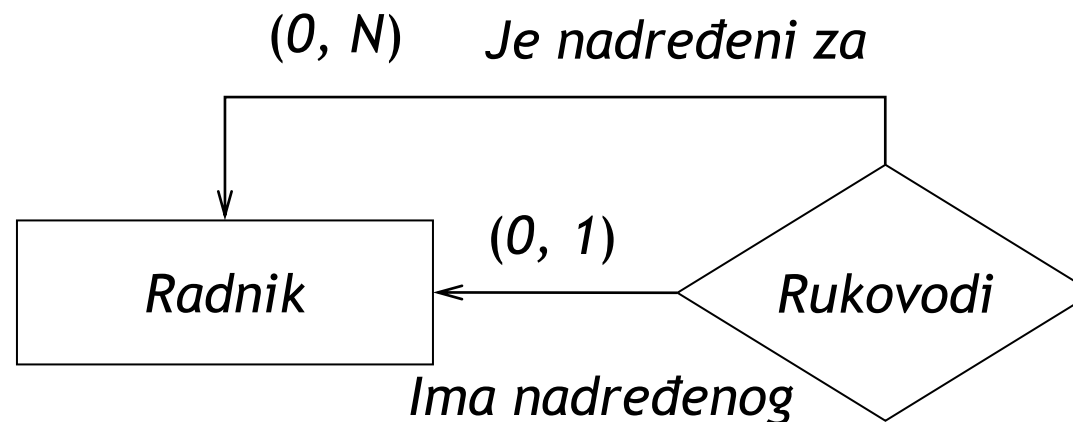 (0, N) Je nadređeni za
(0, 1)
Radnik Rukovodi
Ima nadređenog